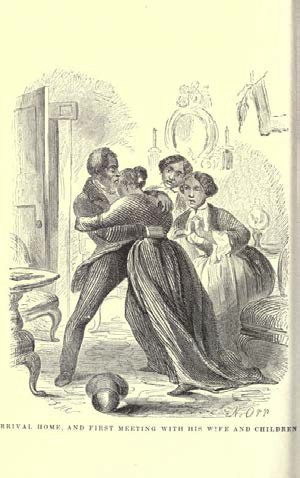 N. Orr
RRIVAL HOME, AND FIRST MEETING WITH HIS WIFE AND CHILDREN